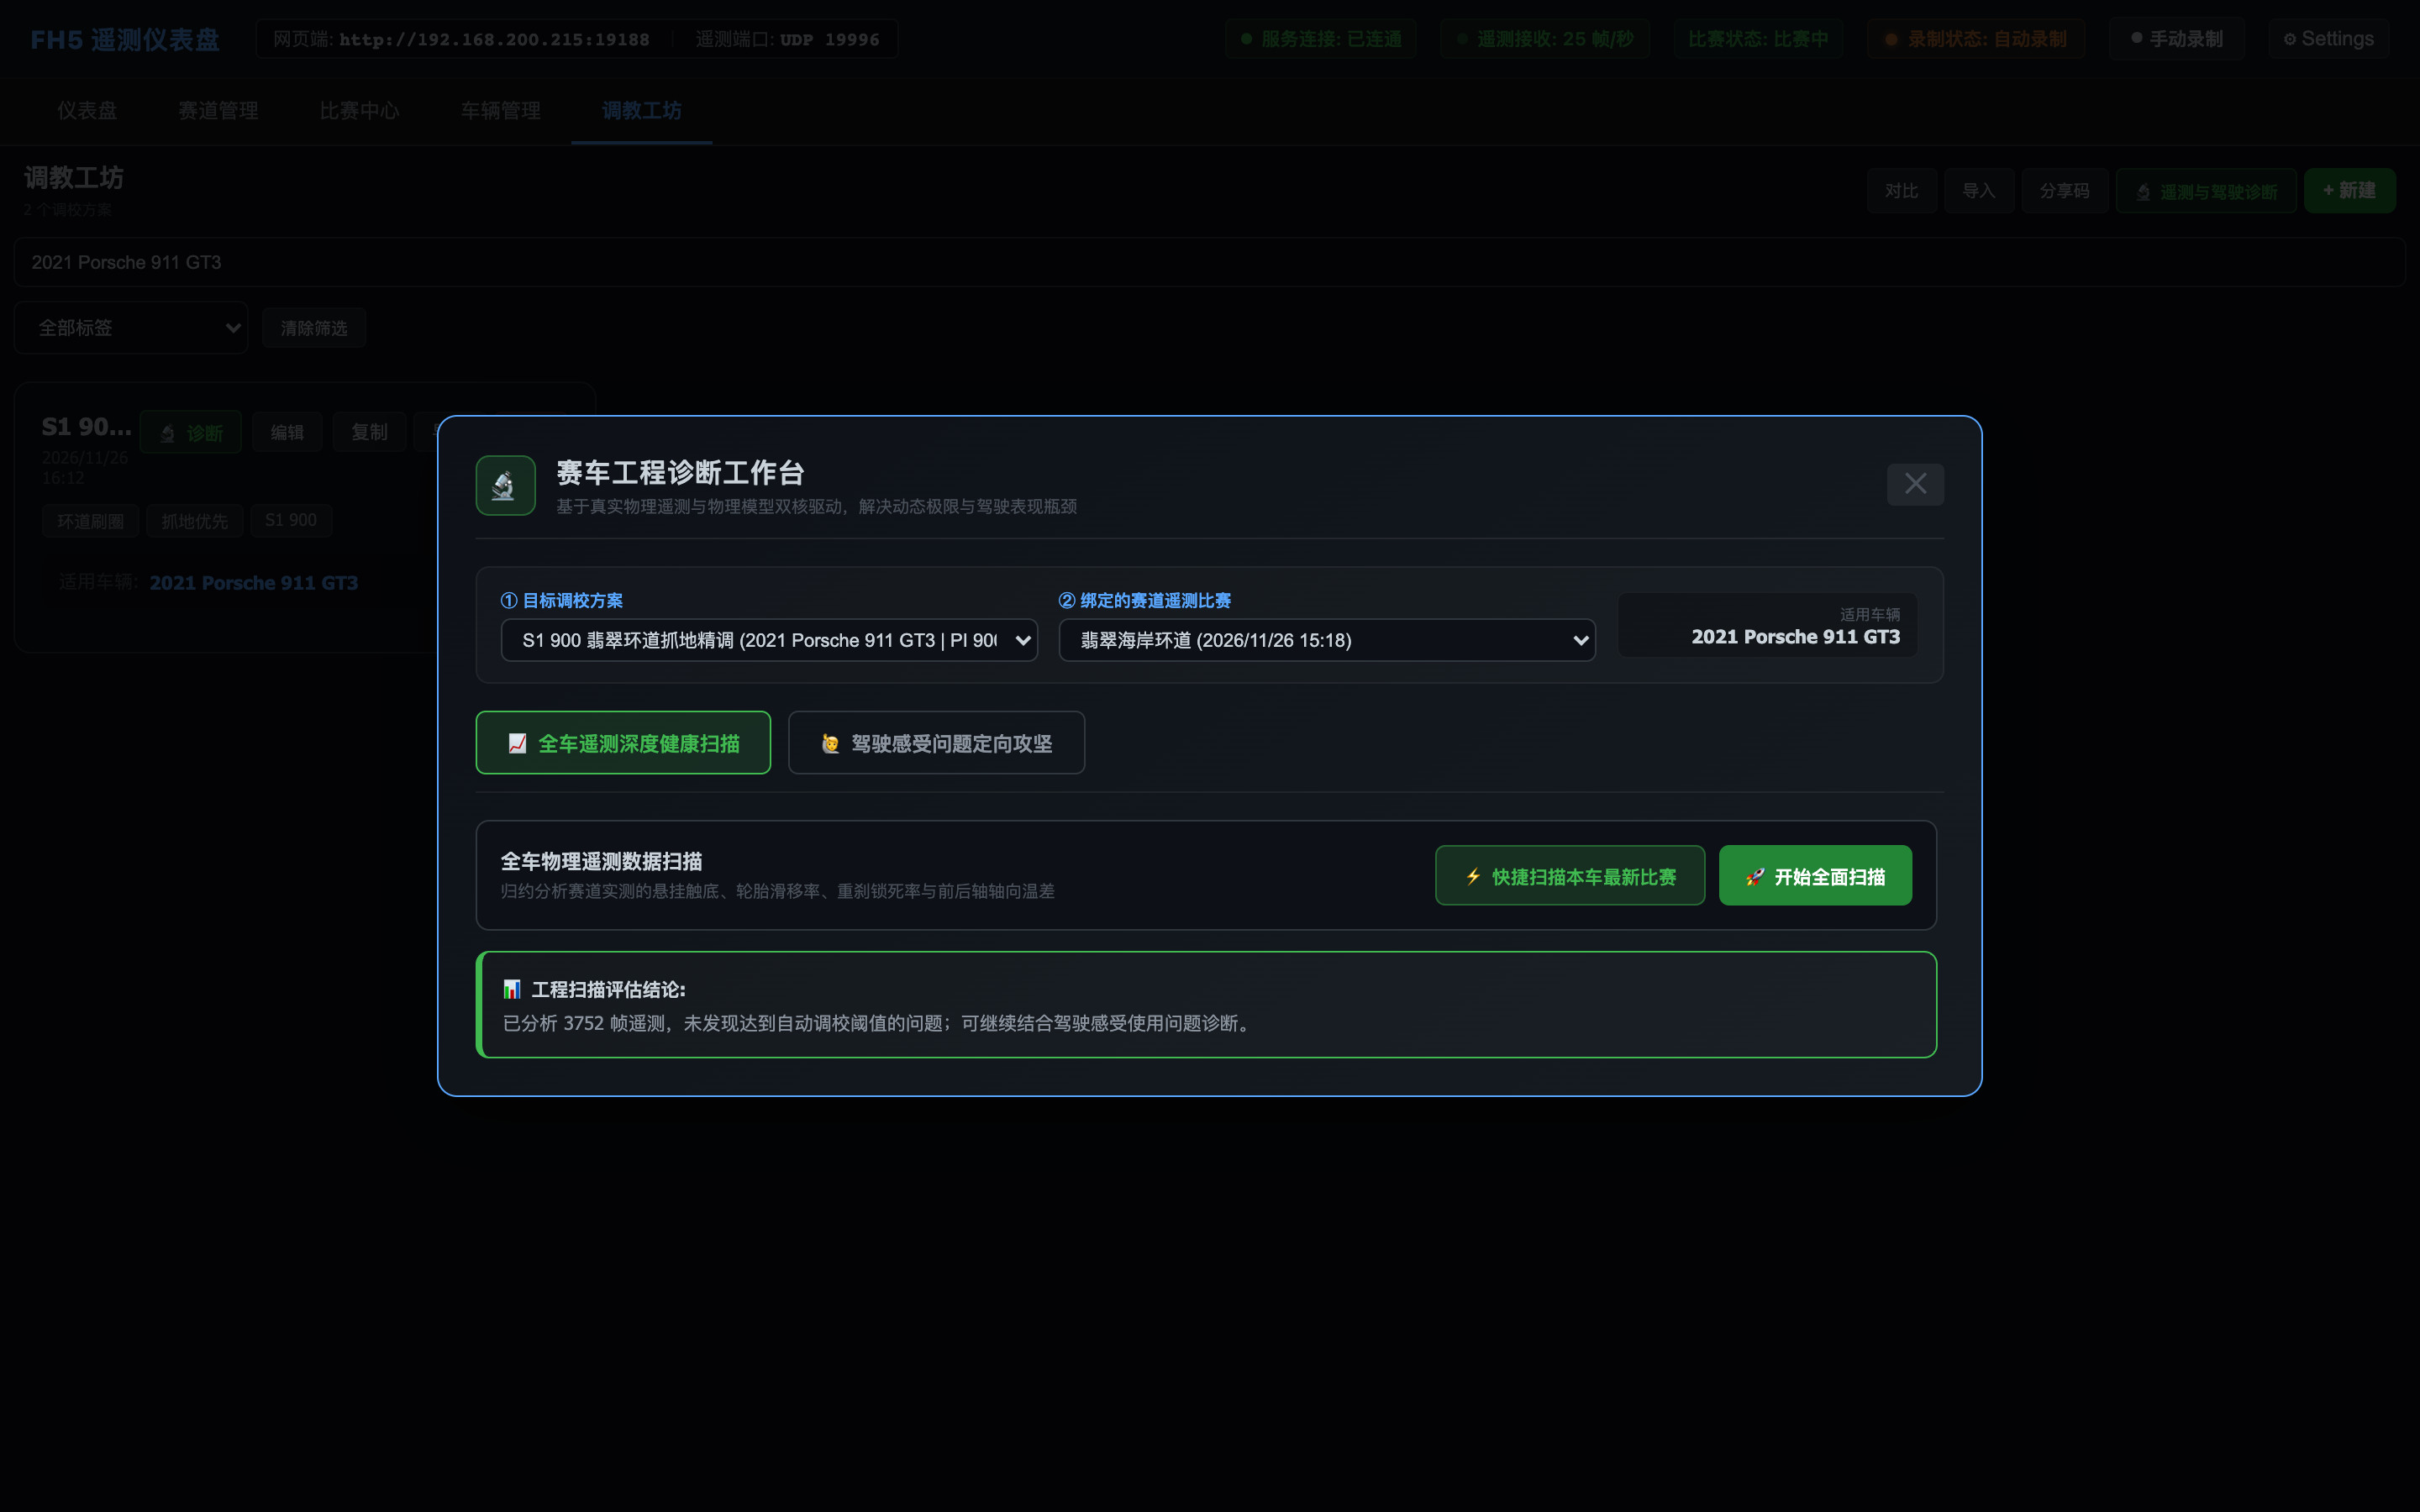 FH5 遥测仪表盘
网页端: http://192.168.200.215:19188 | 遥测端口: UDP 19996
服务连接: 已连通
遥测接收: 25 帧/秒
比赛状态: 比赛中
录制状态: 自动录制
手动录制
Settings
仪表盘
赛道管理
比赛中心
车辆管理
调教工坊
调教工坊
2 个调校方案
对比
导入
分享码
遥测与驾驶诊断
+ 新建
2021 Porsche 911 GT3
全部标签
清除筛选
S1 90...
诊断
编辑
复制
2026/11/26
16:12
环道刷圈
抓地优先
S1 900
适用车辆: 2021 Porsche 911 GT3
赛车工程诊断工作台
基于真实物理遥测与物理模型双核驱动，解决动态极限与驾驶表现瓶颈
① 目标调校方案
S1 900 翡翠环道抓地精调 (2021 Porsche 911 GT3 | PI 90
② 绑定的赛道遥测比赛
翡翠海岸环道 (2026/11/26 15:18)
适用车辆
2021 Porsche 911 GT3
全车遥测深度健康扫描
驾驶感受问题定向攻坚
全车物理遥测数据扫描
归约分析赛道实测的悬挂触底、轮胎滑移率、重刹锁死率与前后轴轴向温差
快捷扫描本车最新比赛
开始全面扫描
工程扫描评估结论:
已分析 3752 帧遥测，未发现达到自动调校阈值的问题；可继续结合驾驶感受使用问题诊断。